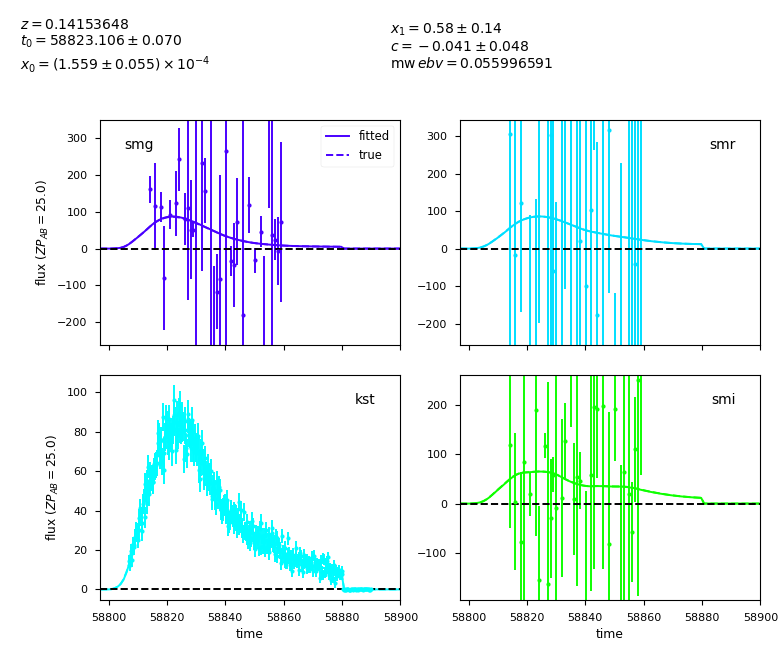 z = 0.14153648
t₀ = 58823.106 ± 0.070
x₀ = (1.559 ± 0.055) × 10⁻⁴
x₁ = 0.58 ± 0.14
c = −0.041 ± 0.048
mw ebv = 0.055996591
smg
fitted
true
flux (ZP_AB = 25.0)
300
200
100
0
−100
−200
smr
300
200
100
0
−100
−200
kst
flux (ZP_AB = 25.0)
100
80
60
40
20
0
58800 58820 58840 58860 58880 58900
time
smi
200
100
0
−100
58800 58820 58840 58860 58880 58900
time